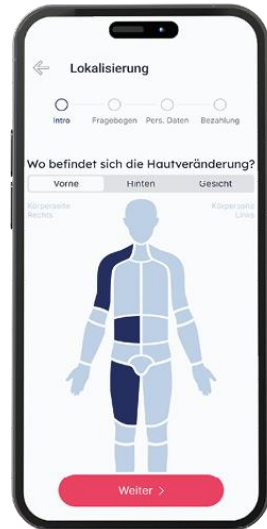 Lokalisierung
Intro Fragebogen Pers. Daten Bezahlung
Wo befindet sich die Hautveränderung?
Vorne Hinten Gesicht
Körperseite Körperseite
Rechts Links
Weiter >